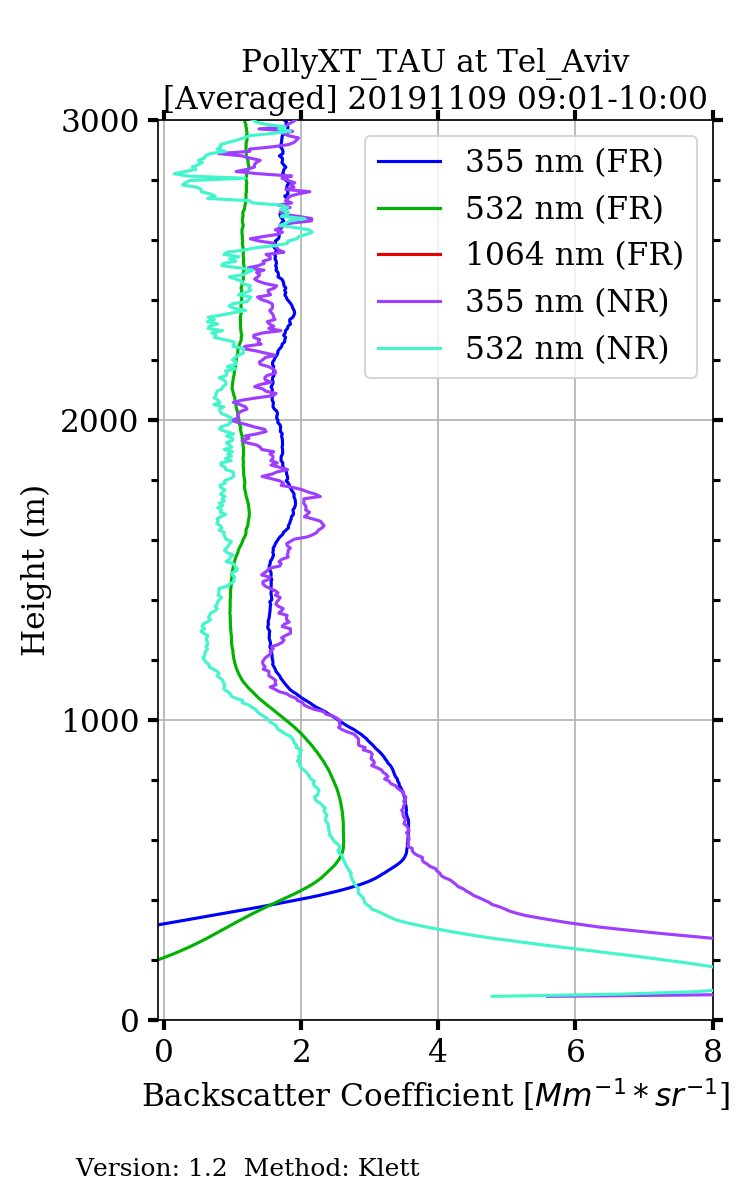 PollyXT_TAU at Tel_Aviv
[Averaged] 20191109 09:01-10:00
3000
2000
1000
0
Height (m)
355 nm (FR)
532 nm (FR)
1064 nm (FR)
355 nm (NR)
532 nm (NR)
0 2 4 6 8
Backscatter Coefficient [Mm⁻¹ * sr⁻¹]
Version: 1.2 Method: Klett